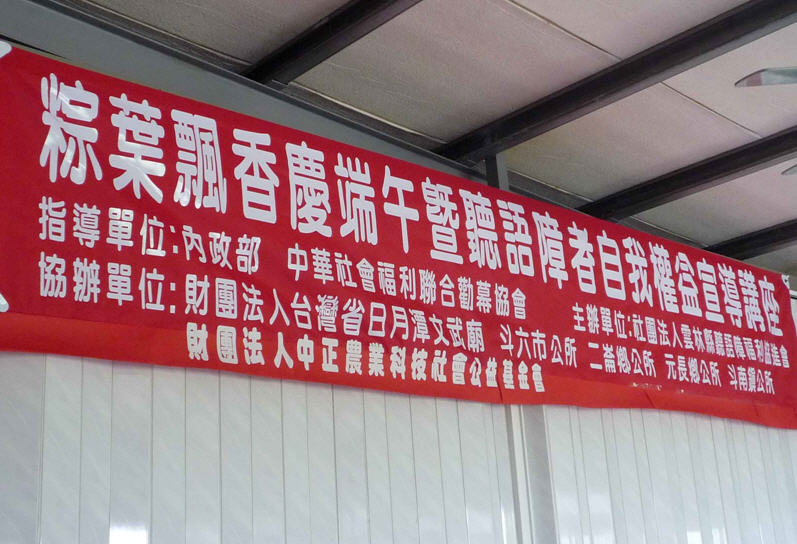 粽葉飄香慶端午暨聽語障者自我權益宣導講座
指導單位:內政部 中華社會福利聯合勸募協會 主辦單位:社團法人雲林縣聽語障福利協進會
協辦單位:財團法人台灣省日月潭文武廟 斗六市公所 二崙鄉公所 元長鄉公所 斗南鎮公所
財團法人中正農業科技社會公益基金會